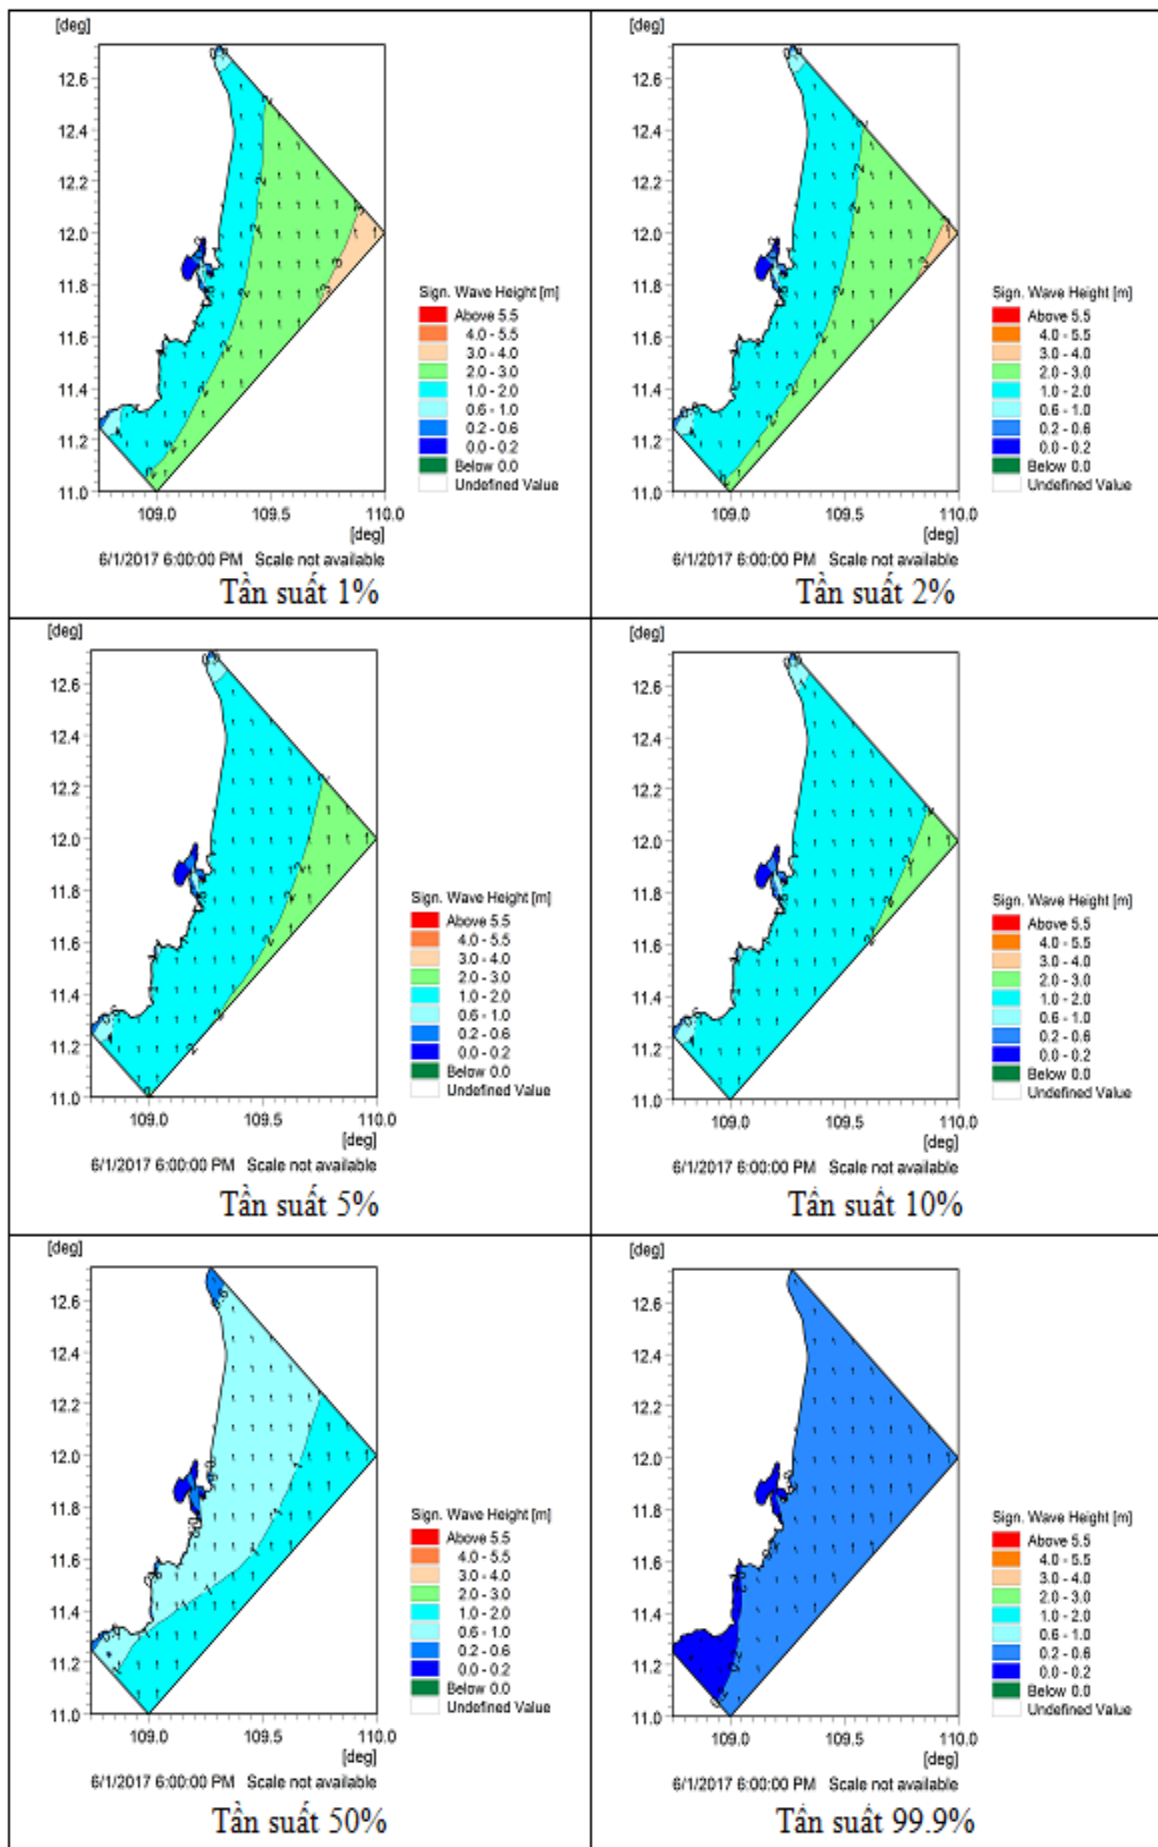 [deg]
12.6
12.4
12.2
12.0
11.8
11.6
11.4
11.2
11.0
109.0 109.5 110.0
[deg]
Sign. Wave Height [m]
Above 5.5
4.0 - 5.5
3.0 - 4.0
2.0 - 3.0
1.0 - 2.0
0.6 - 1.0
0.2 - 0.6
0.0 - 0.2
Below 0.0
Undefined Value
6/1/2017 6:00:00 PM Scale not available
Tần suất 1%
[deg]
12.6
12.4
12.2
12.0
11.8
11.6
11.4
11.2
11.0
109.0 109.5 110.0
[deg]
Sign. Wave Height [m]
Above 5.5
4.0 - 5.5
3.0 - 4.0
2.0 - 3.0
1.0 - 2.0
0.6 - 1.0
0.2 - 0.6
0.0 - 0.2
Below 0.0
Undefined Value
6/1/2017 6:00:00 PM Scale not available
Tần suất 2%
[deg]
12.6
12.4
12.2
12.0
11.8
11.6
11.4
11.2
11.0
109.0 109.5 110.0
[deg]
Sign. Wave Height [m]
Above 5.5
4.0 - 5.5
3.0 - 4.0
2.0 - 3.0
1.0 - 2.0
0.6 - 1.0
0.2 - 0.6
0.0 - 0.2
Below 0.0
Undefined Value
6/1/2017 6:00:00 PM Scale not available
Tần suất 5%
[deg]
12.6
12.4
12.2
12.0
11.8
11.6
11.4
11.2
11.0
109.0 109.5 110.0
[deg]
Sign. Wave Height [m]
Above 5.5
4.0 - 5.5
3.0 - 4.0
2.0 - 3.0
1.0 - 2.0
0.6 - 1.0
0.2 - 0.6
0.0 - 0.2
Below 0.0
Undefined Value
6/1/2017 6:00:00 PM Scale not available
Tần suất 10%
[deg]
12.6
12.4
12.2
12.0
11.8
11.6
11.4
11.2
11.0
109.0 109.5 110.0
[deg]
Sign. Wave Height [m]
Above 5.5
4.0 - 5.5
3.0 - 4.0
2.0 - 3.0
1.0 - 2.0
0.6 - 1.0
0.2 - 0.6
0.0 - 0.2
Below 0.0
Undefined Value
6/1/2017 6:00:00 PM Scale not available
Tần suất 50%
[deg]
12.6
12.4
12.2
12.0
11.8
11.6
11.4
11.2
11.0
109.0 109.5 110.0
[deg]
Sign. Wave Height [m]
Above 5.5
4.0 - 5.5
3.0 - 4.0
2.0 - 3.0
1.0 - 2.0
0.6 - 1.0
0.2 - 0.6
0.0 - 0.2
Below 0.0
Undefined Value
6/1/2017 6:00:00 PM Scale not available
Tần suất 99.9%